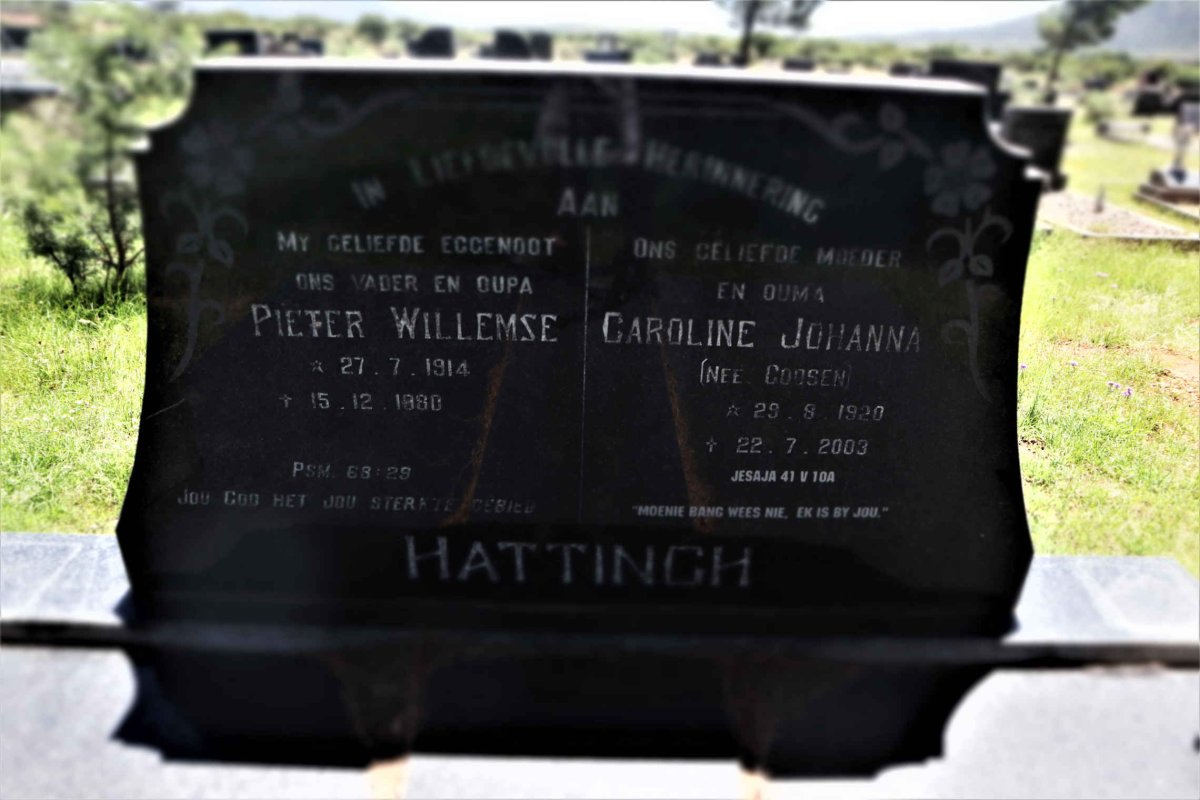 IN LIEFDEVOLLE HERINNERING
AAN
MY GELIEFDE EGGENOOT
ONS VADER EN OUPA
PIETER WILLEMSE
* 27.7.1914
† 15.12.1980
PSM. 68:29
JOU GOD HET JOU STERKTE GEBIED
ONS GELIEFDE MOEDER
EN OUMA
CAROLINE JOHANNA
(NEE GOOSEN)
* 29.8.1920
† 22.7.2003
JESAJA 41 V 10A
"MOENIE BANG WEES NIE, EK IS BY JOU."
HATTINGH